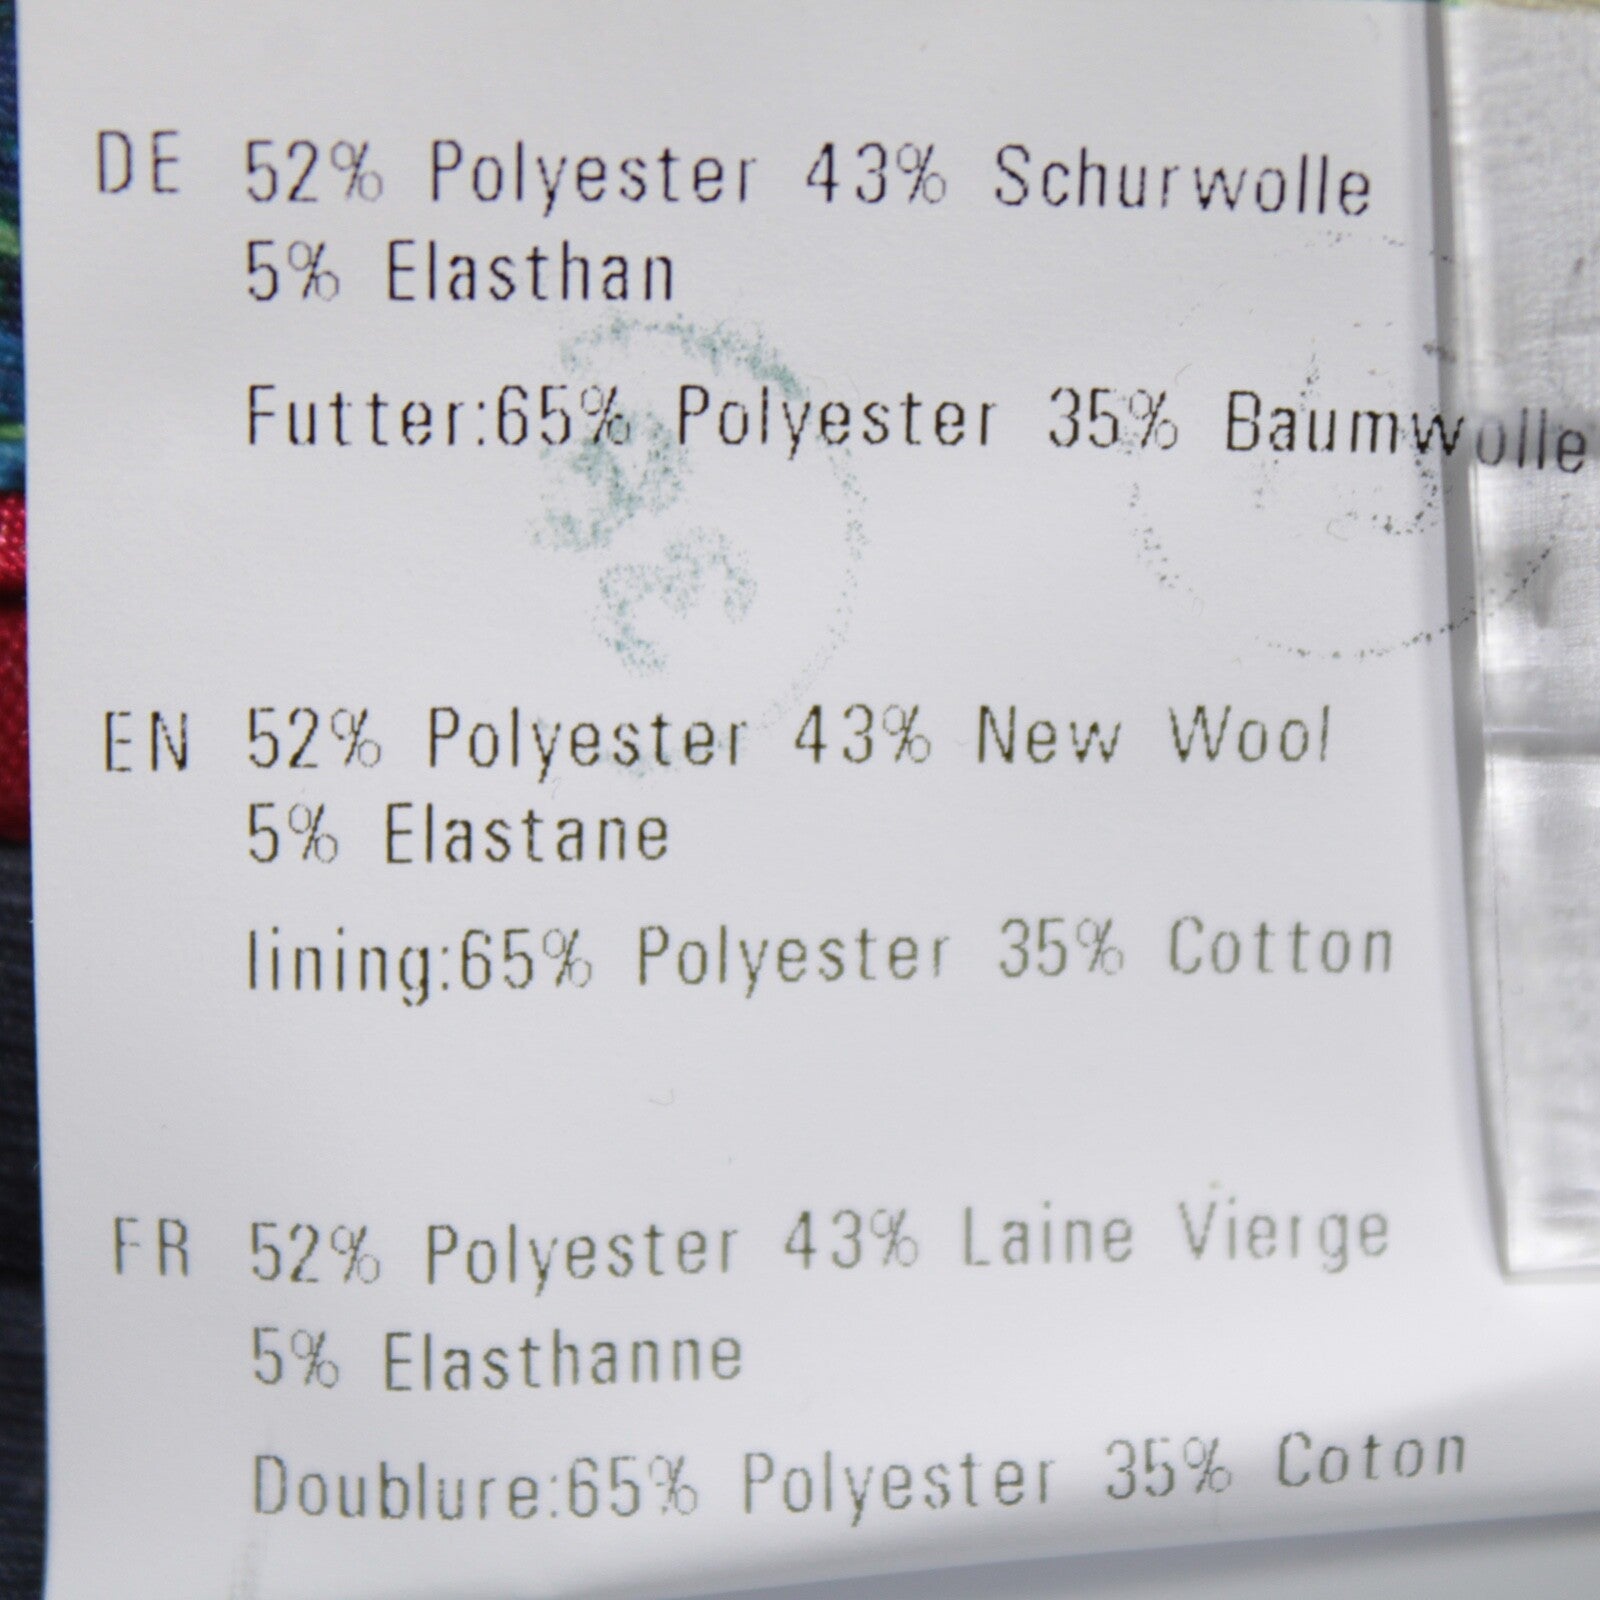 DE 52% Polyester 43% Schurwolle
5% Elasthan
Futter:65% Polyester 35% Baumwolle
EN 52% Polyester 43% New Wool
5% Elastane
lining:65% Polyester 35% Cotton
FR 52% Polyester 43% Laine Vierge
5% Elasthanne
Doublure:65% Polyester 35% Coton